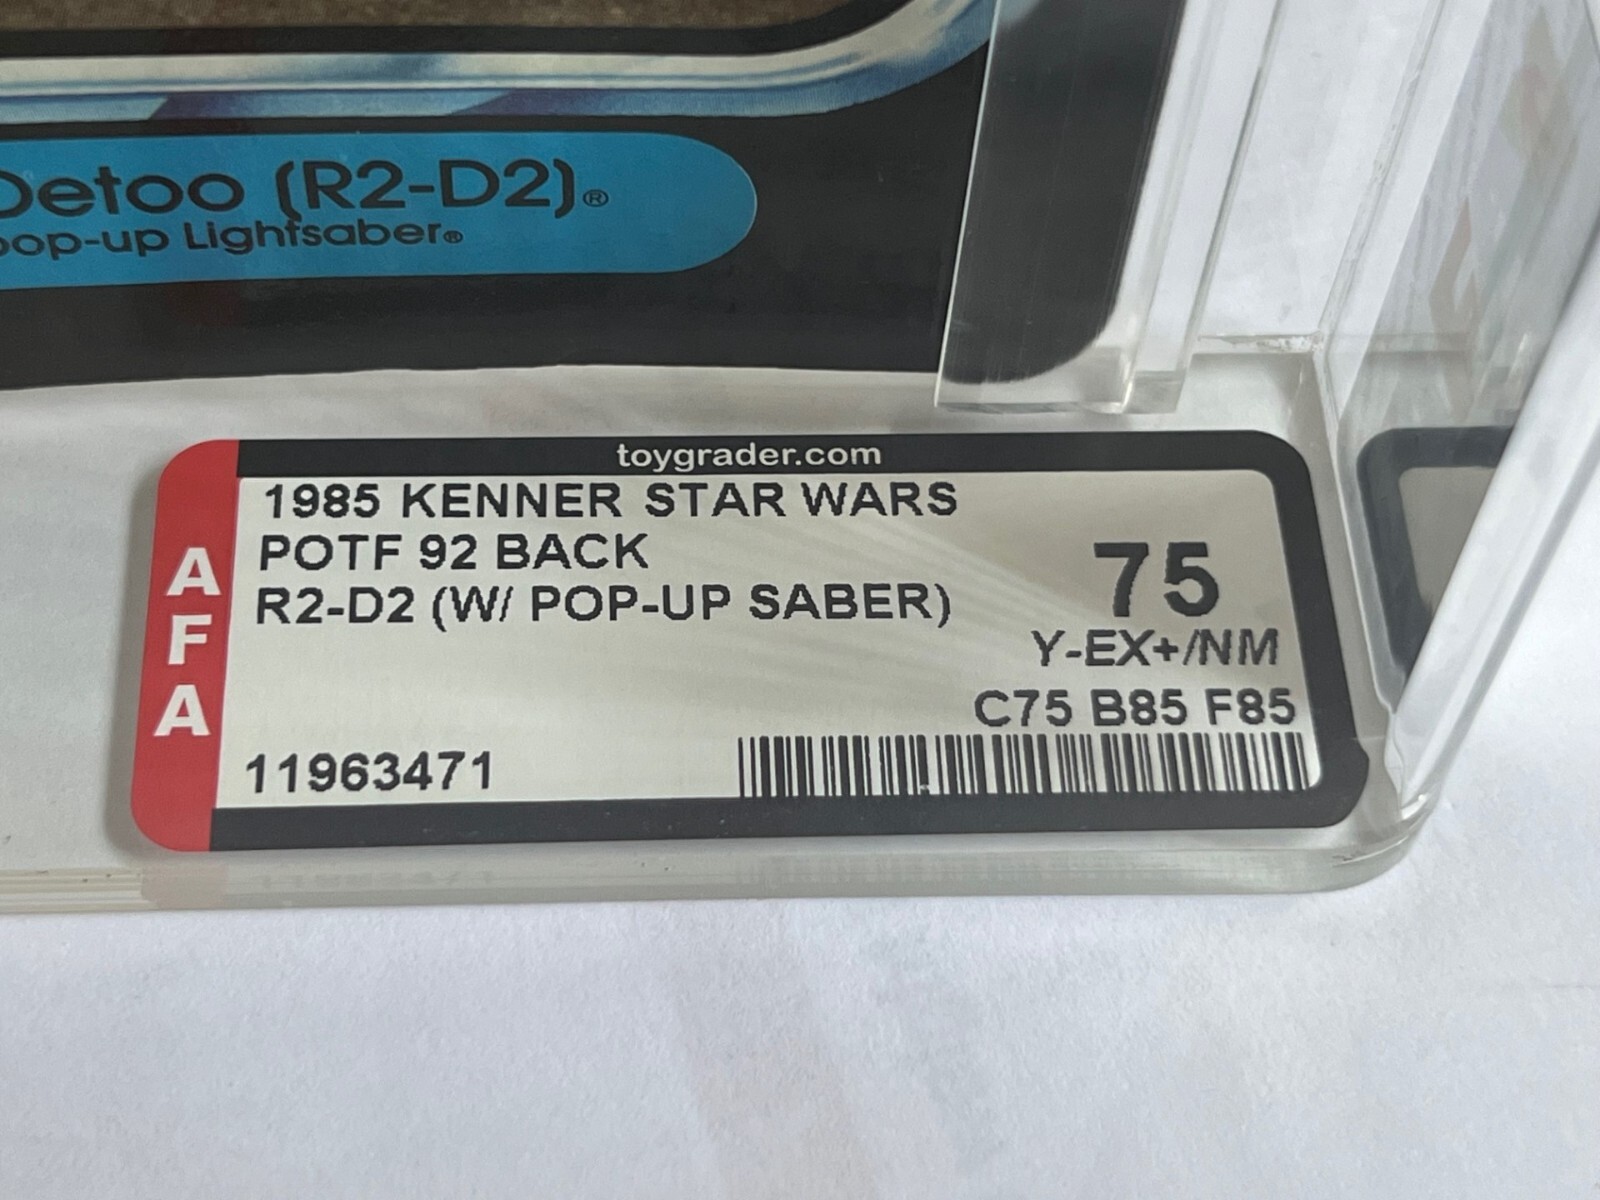 Detoo (R2-D2)®
pop-up Lightsaber®
toygrader.com
AFA
1985 KENNER STAR WARS
POTF 92 BACK
R2-D2 (W/ POP-UP SABER)
75
Y-EX+/NM
C75 B85 F85
11963471